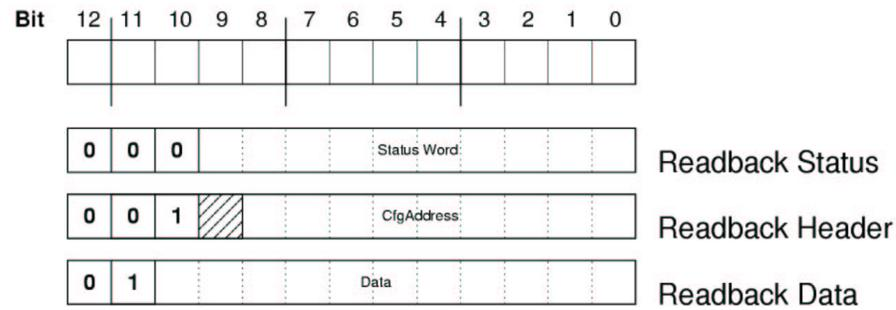 Bit 12 11 10 9 8 7 6 5 4 3 2 1 0
0 0 0 Status Word Readback Status
0 0 1 CfgAddress Readback Header
0 1 Data Readback Data